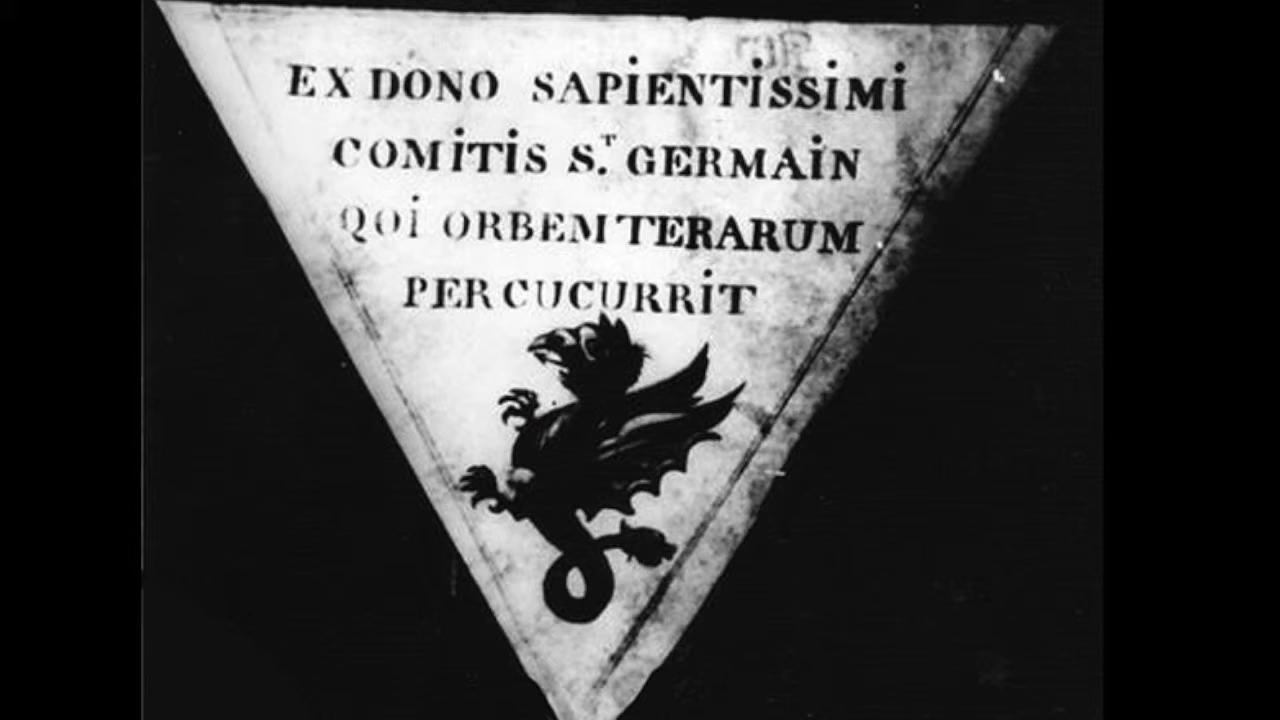 EX DONO SAPiENTiSSiMi
COMiTiS S.T GERMAiN
QOi ORBEM TERARUM
PERCUCURRiT